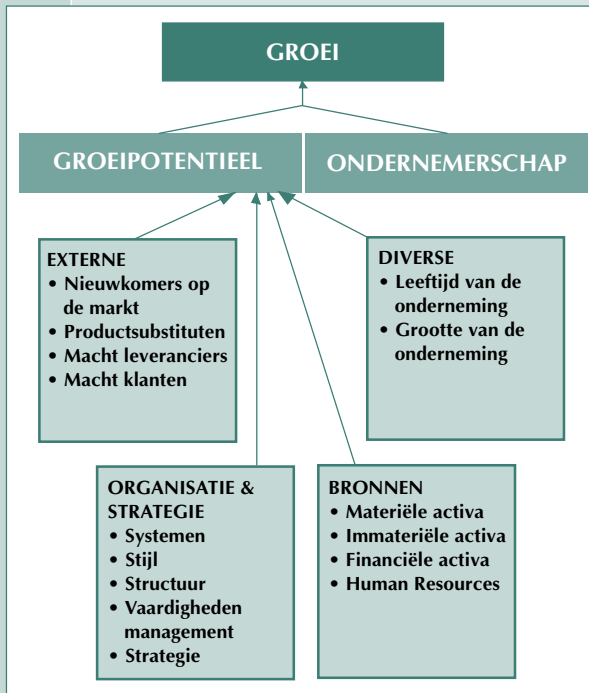 GROEI
GROEIPOTENTIEEL
ONDERNEMERSCHAP
EXTERNE
• Nieuwkomers op
de markt
• Productsubstituten
• Macht leveranciers
• Macht klanten
DIVERSE
• Leeftijd van de
onderneming
• Grootte van de
onderneming
ORGANISATIE &
STRATEGIE
• Systemen
• Stijl
• Structuur
• Vaardigheden
management
• Strategie
BRONNEN
• Materiële activa
• Immateriële activa
• Financiële activa
• Human Resources